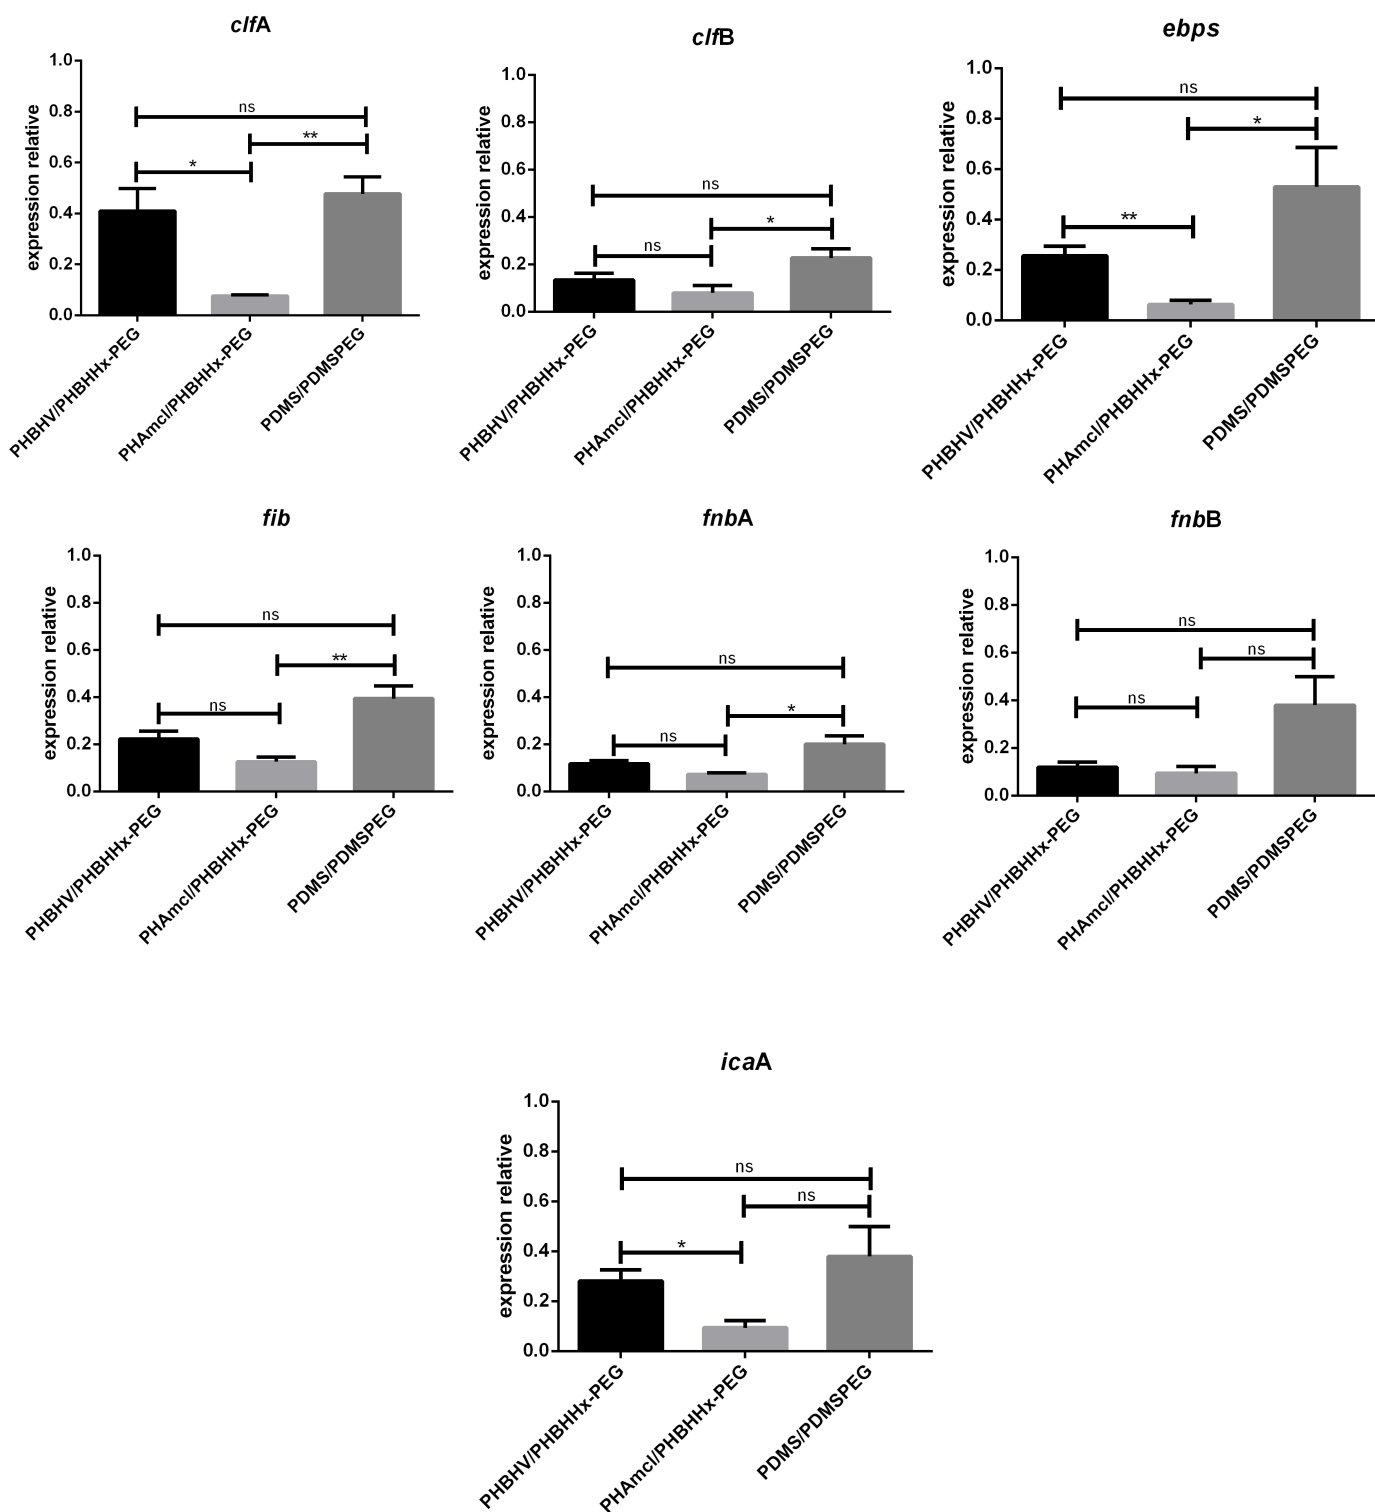 clfA
expression relative
1.0
0.8
0.6
0.4
0.2
0.0
ns
**
*
PHBHV/PHBHHx-PEG
PHAmcl/PHBHHx-PEG
PDMS/PDMSPEG
clfB
expression relative
1.0
0.8
0.6
0.4
0.2
0.0
ns
*
ns
PHBHV/PHBHHx-PEG
PHAmcl/PHBHHx-PEG
PDMS/PDMSPEG
ebps
expression relative
1.0
0.8
0.6
0.4
0.2
0.0
ns
*
**
PHBHV/PHBHHx-PEG
PHAmcl/PHBHHx-PEG
PDMS/PDMSPEG
fib
expression relative
1.0
0.8
0.6
0.4
0.2
0.0
ns
**
ns
PHBHV/PHBHHx-PEG
PHAmcl/PHBHHx-PEG
PDMS/PDMSPEG
fnbA
expression relative
1.0
0.8
0.6
0.4
0.2
0.0
ns
*
ns
PHBHV/PHBHHx-PEG
PHAmcl/PHBHHx-PEG
PDMS/PDMSPEG
fnbB
expression relative
1.0
0.8
0.6
0.4
0.2
0.0
ns
ns
ns
PHBHV/PHBHHx-PEG
PHAmcl/PHBHHx-PEG
PDMS/PDMSPEG
icaA
expression relative
1.0
0.8
0.6
0.4
0.2
0.0
ns
ns
*
PHBHV/PHBHHx-PEG
PHAmcl/PHBHHx-PEG
PDMS/PDMSPEG